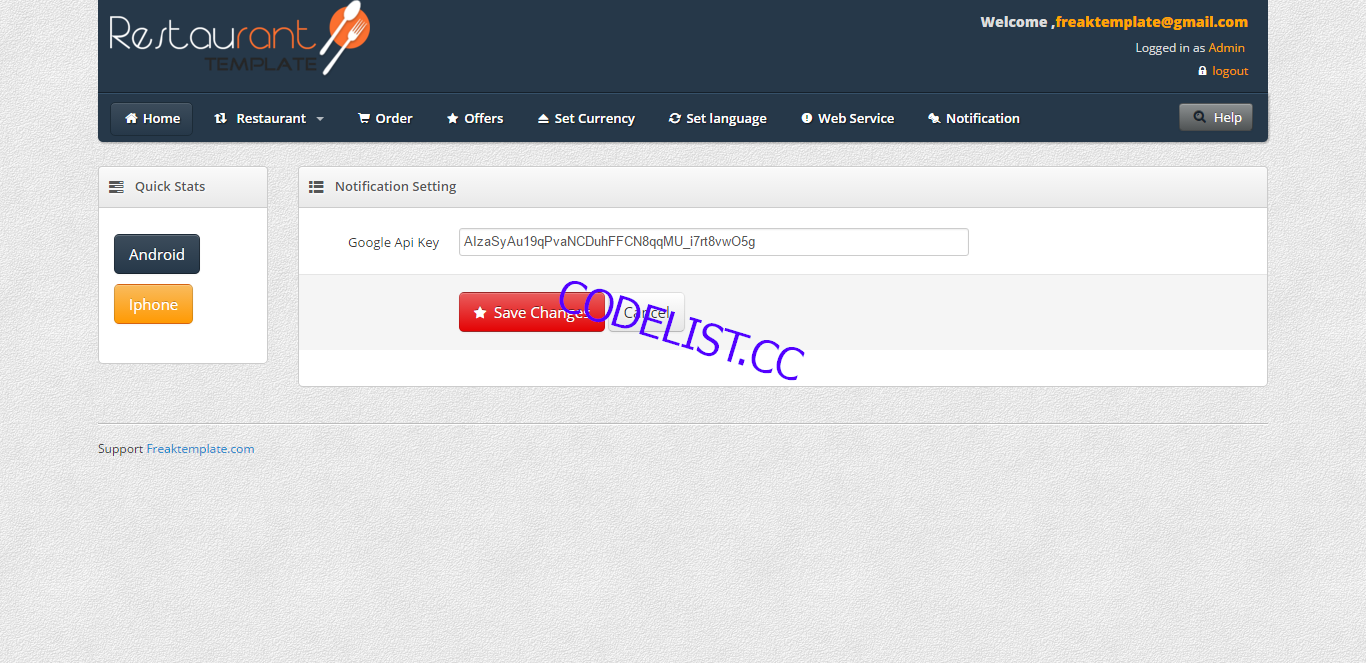 Restaurant
TEMPLATE
Welcome ,freaktemplate@gmail.com
Logged in as Admin
logout
Home Restaurant Order Offers Set Currency Set language Web Service Notification Help
Quick Stats
Notification Setting
Android
Iphone
Google Api Key AIzaSyAu19qPvaNCDuhFFCN8qqMU_i7rt8vwO5g
Save Changes Cancel
CODELIST.CC
Support Freaktemplate.com